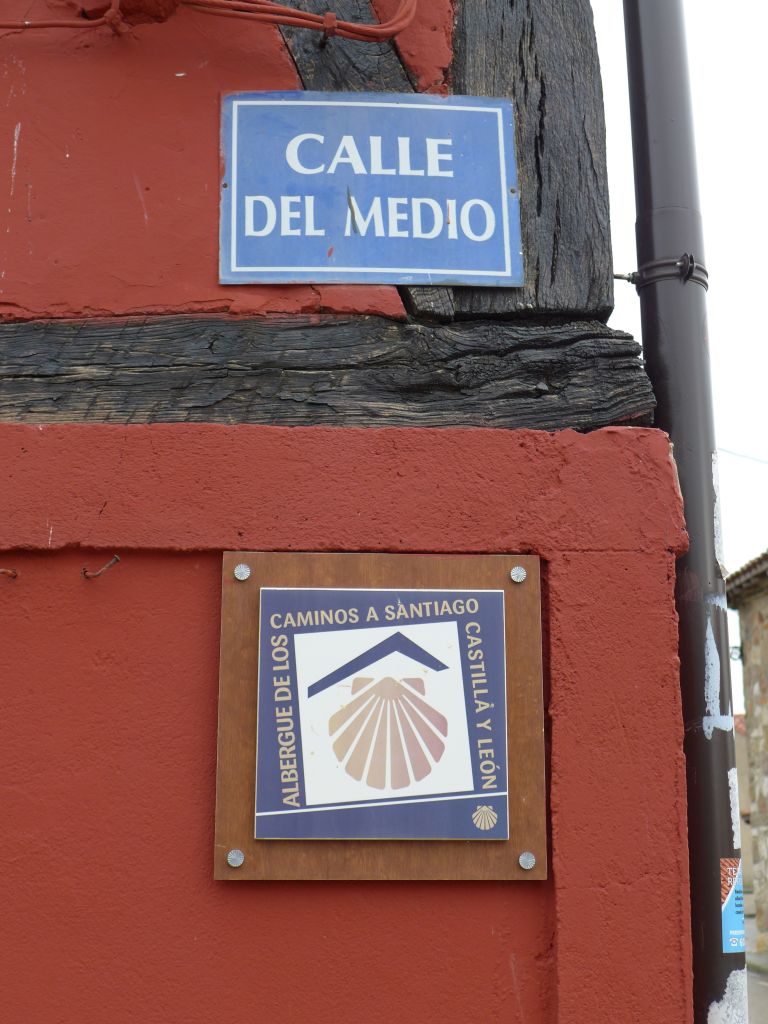 CALLE
DEL MEDIO
ALBERGUE DE LOS
CAMINOS A SANTIAGO
CASTILLA Y LEÓN